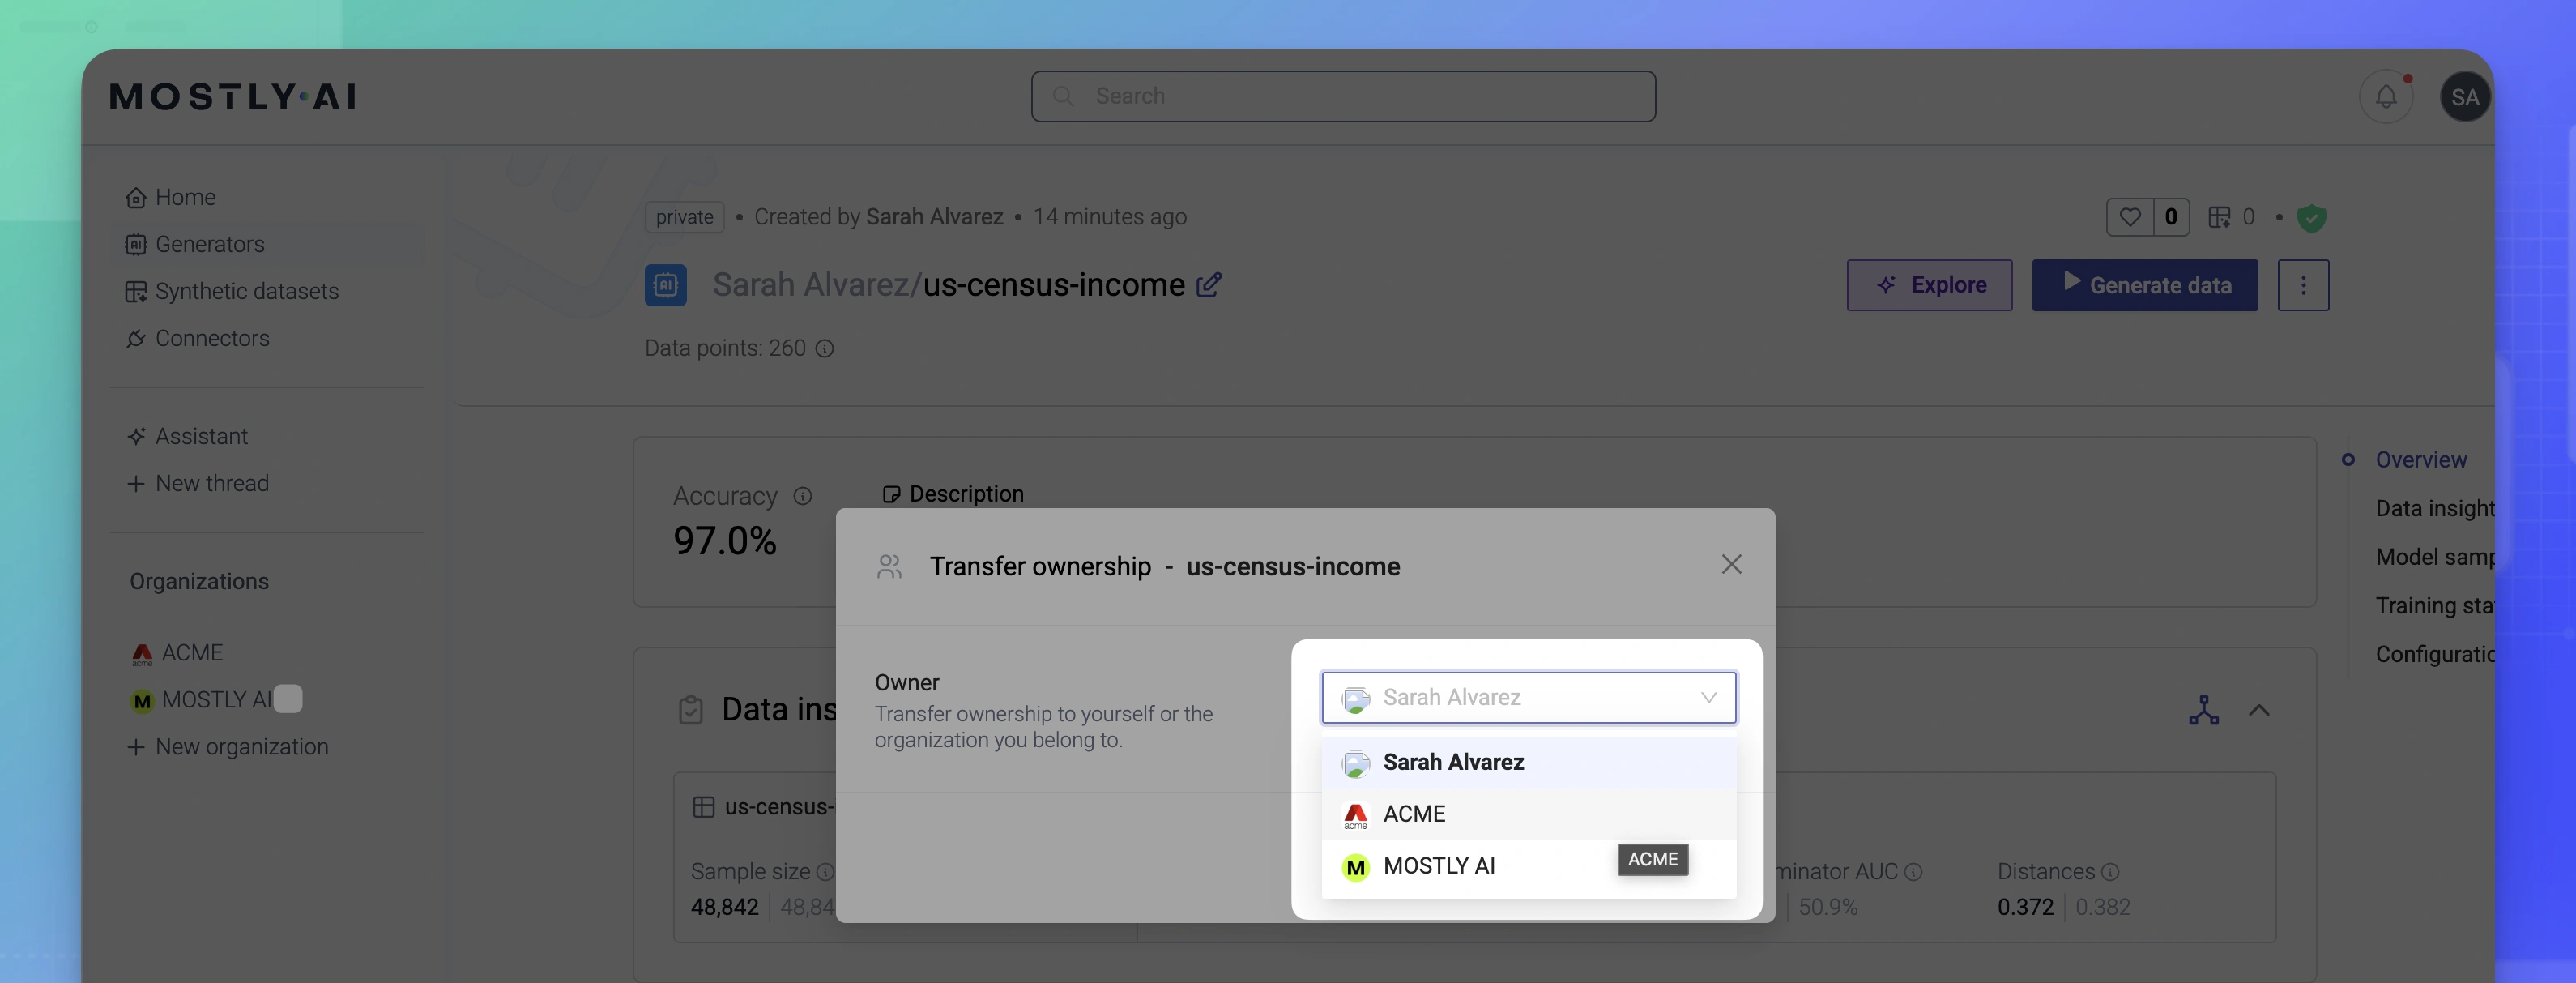 MOSTLY·AI
Search
SA
Home
Generators
Synthetic datasets
Connectors
Assistant
New thread
Organizations
acme ACME
M MOSTLY AI
New organization
private • Created by Sarah Alvarez • 14 minutes ago
0 0 •
AI Sarah Alvarez/us-census-income
Explore
Generate data
Data points: 260
Accuracy
97.0%
Description
Overview
Data insight
Model samp
Training sta
Configuratio
Transfer ownership - us-census-income
Owner
Transfer ownership to yourself or the
organization you belong to.
Sarah Alvarez
Sarah Alvarez
acme ACME
M MOSTLY AI
ACME
Data ins
us-census-
Sample size
48,842 48,84
minator AUC
50.9%
Distances
0.372 0.382